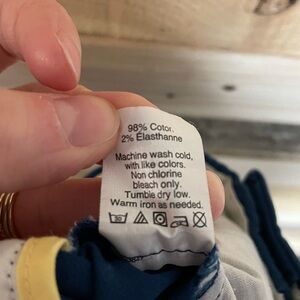 98% Coton
2% Élasthanne
Machine wash cold,
with like colors.
Non chlorine
bleach only.
Tumble dry low.
Warm iron as needed.